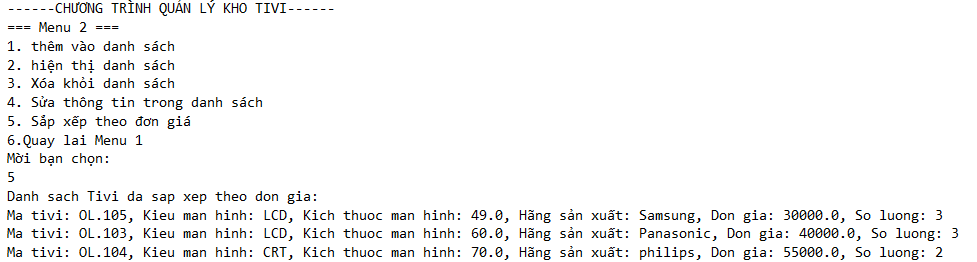 ------CHƯƠNG TRÌNH QUẢN LÝ KHO TIVI------
=== Menu 2 ===
1. thêm vào danh sách
2. hiện thị danh sách
3. Xóa khỏi danh sách
4. Sửa thông tin trong danh sách
5. Sắp xếp theo đơn giá
6.Quay lai Menu 1
Mời bạn chọn:
5
Danh sach Tivi da sap xep theo don gia:
Ma tivi: OL.105, Kieu man hinh: LCD, Kich thuoc man hinh: 49.0, Hãng sản xuất: Samsung, Don gia: 30000.0, So luong: 3
Ma tivi: OL.103, Kieu man hinh: LCD, Kich thuoc man hinh: 60.0, Hãng sản xuất: Panasonic, Don gia: 40000.0, So luong: 3
Ma tivi: OL.104, Kieu man hinh: CRT, Kich thuoc man hinh: 70.0, Hãng sản xuất: philips, Don gia: 55000.0, So luong: 2